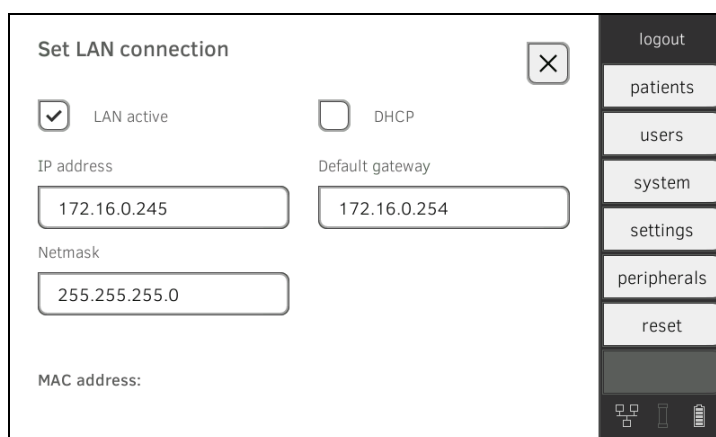 Set LAN connection
LAN active
DHCP
IP address
Default gateway
172.16.0.245
172.16.0.254
Netmask
255.255.255.0
MAC address:
logout
patients
users
system
settings
peripherals
reset